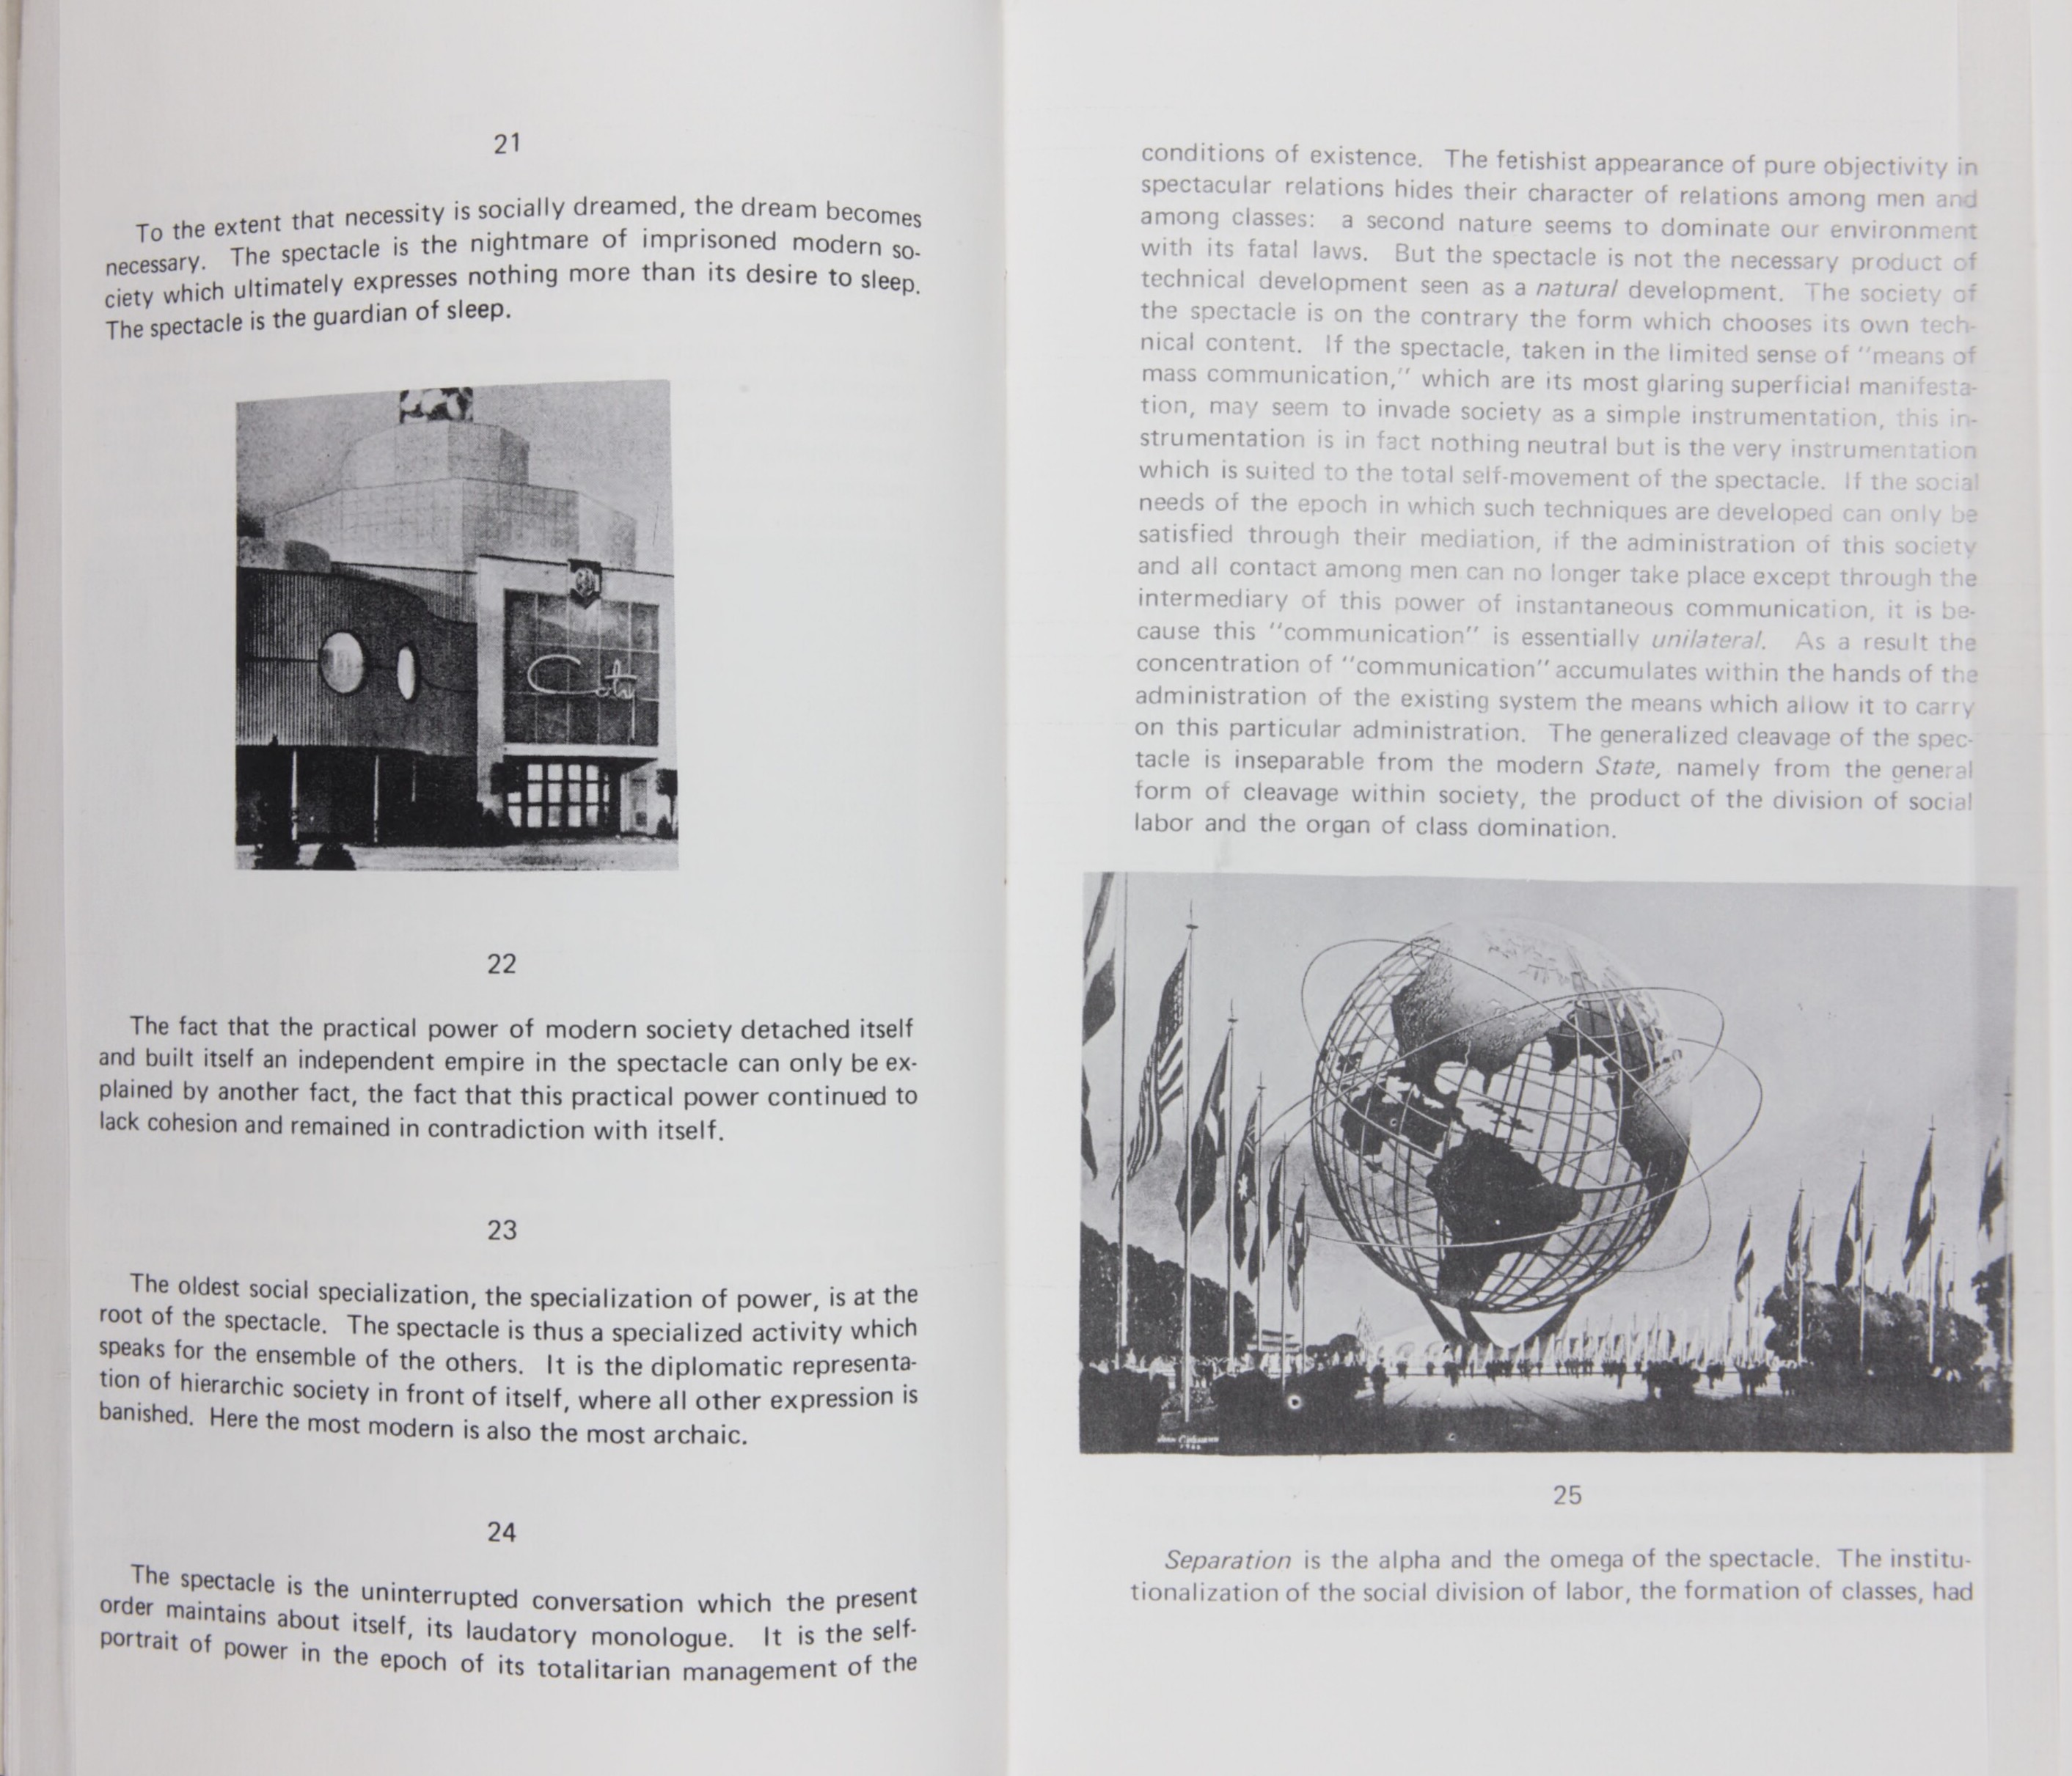 21
To the extent that necessity is socially dreamed, the dream becomes
necessary. The spectacle is the nightmare of imprisoned modern so-
ciety which ultimately expresses nothing more than its desire to sleep.
The spectacle is the guardian of sleep.
City
22
The fact that the practical power of modern society detached itself
and built itself an independent empire in the spectacle can only be ex-
plained by another fact, the fact that this practical power continued to
lack cohesion and remained in contradiction with itself.
23
The oldest social specialization, the specialization of power, is at the
root of the spectacle. The spectacle is thus a specialized activity which
speaks for the ensemble of the others. It is the diplomatic representa-
tion of hierarchic society in front of itself, where all other expression is
banished. Here the most modern is also the most archaic.
24
The spectacle is the uninterrupted conversation which the present
order maintains about itself, its laudatory monologue. It is the self-
portrait of power in the epoch of its totalitarian management of the
conditions of existence. The fetishist appearance of pure objectivity in
spectacular relations hides their character of relations among men and
among classes: a second nature seems to dominate our environment
with its fatal laws. But the spectacle is not the necessary product of
technical development seen as a natural development. The society of
the spectacle is on the contrary the form which chooses its own tech-
nical content. If the spectacle, taken in the limited sense of "means of
mass communication," which are its most glaring superficial manifesta-
tion, may seem to invade society as a simple instrumentation, this in-
strumentation is in fact nothing neutral but is the very instrumentation
which is suited to the total self-movement of the spectacle. If the social
needs of the epoch in which such techniques are developed can only be
satisfied through their mediation, if the administration of this society
and all contact among men can no longer take place except through the
intermediary of this power of instantaneous communication, it is be-
cause this "communication" is essentially unilateral. As a result the
concentration of "communication" accumulates within the hands of the
administration of the existing system the means which allow it to carry
on this particular administration. The generalized cleavage of the spec-
tacle is inseparable from the modern State, namely from the general
form of cleavage within society, the product of the division of social
labor and the organ of class domination.
25
Separation is the alpha and the omega of the spectacle. The institu-
tionalization of the social division of labor, the formation of classes, had